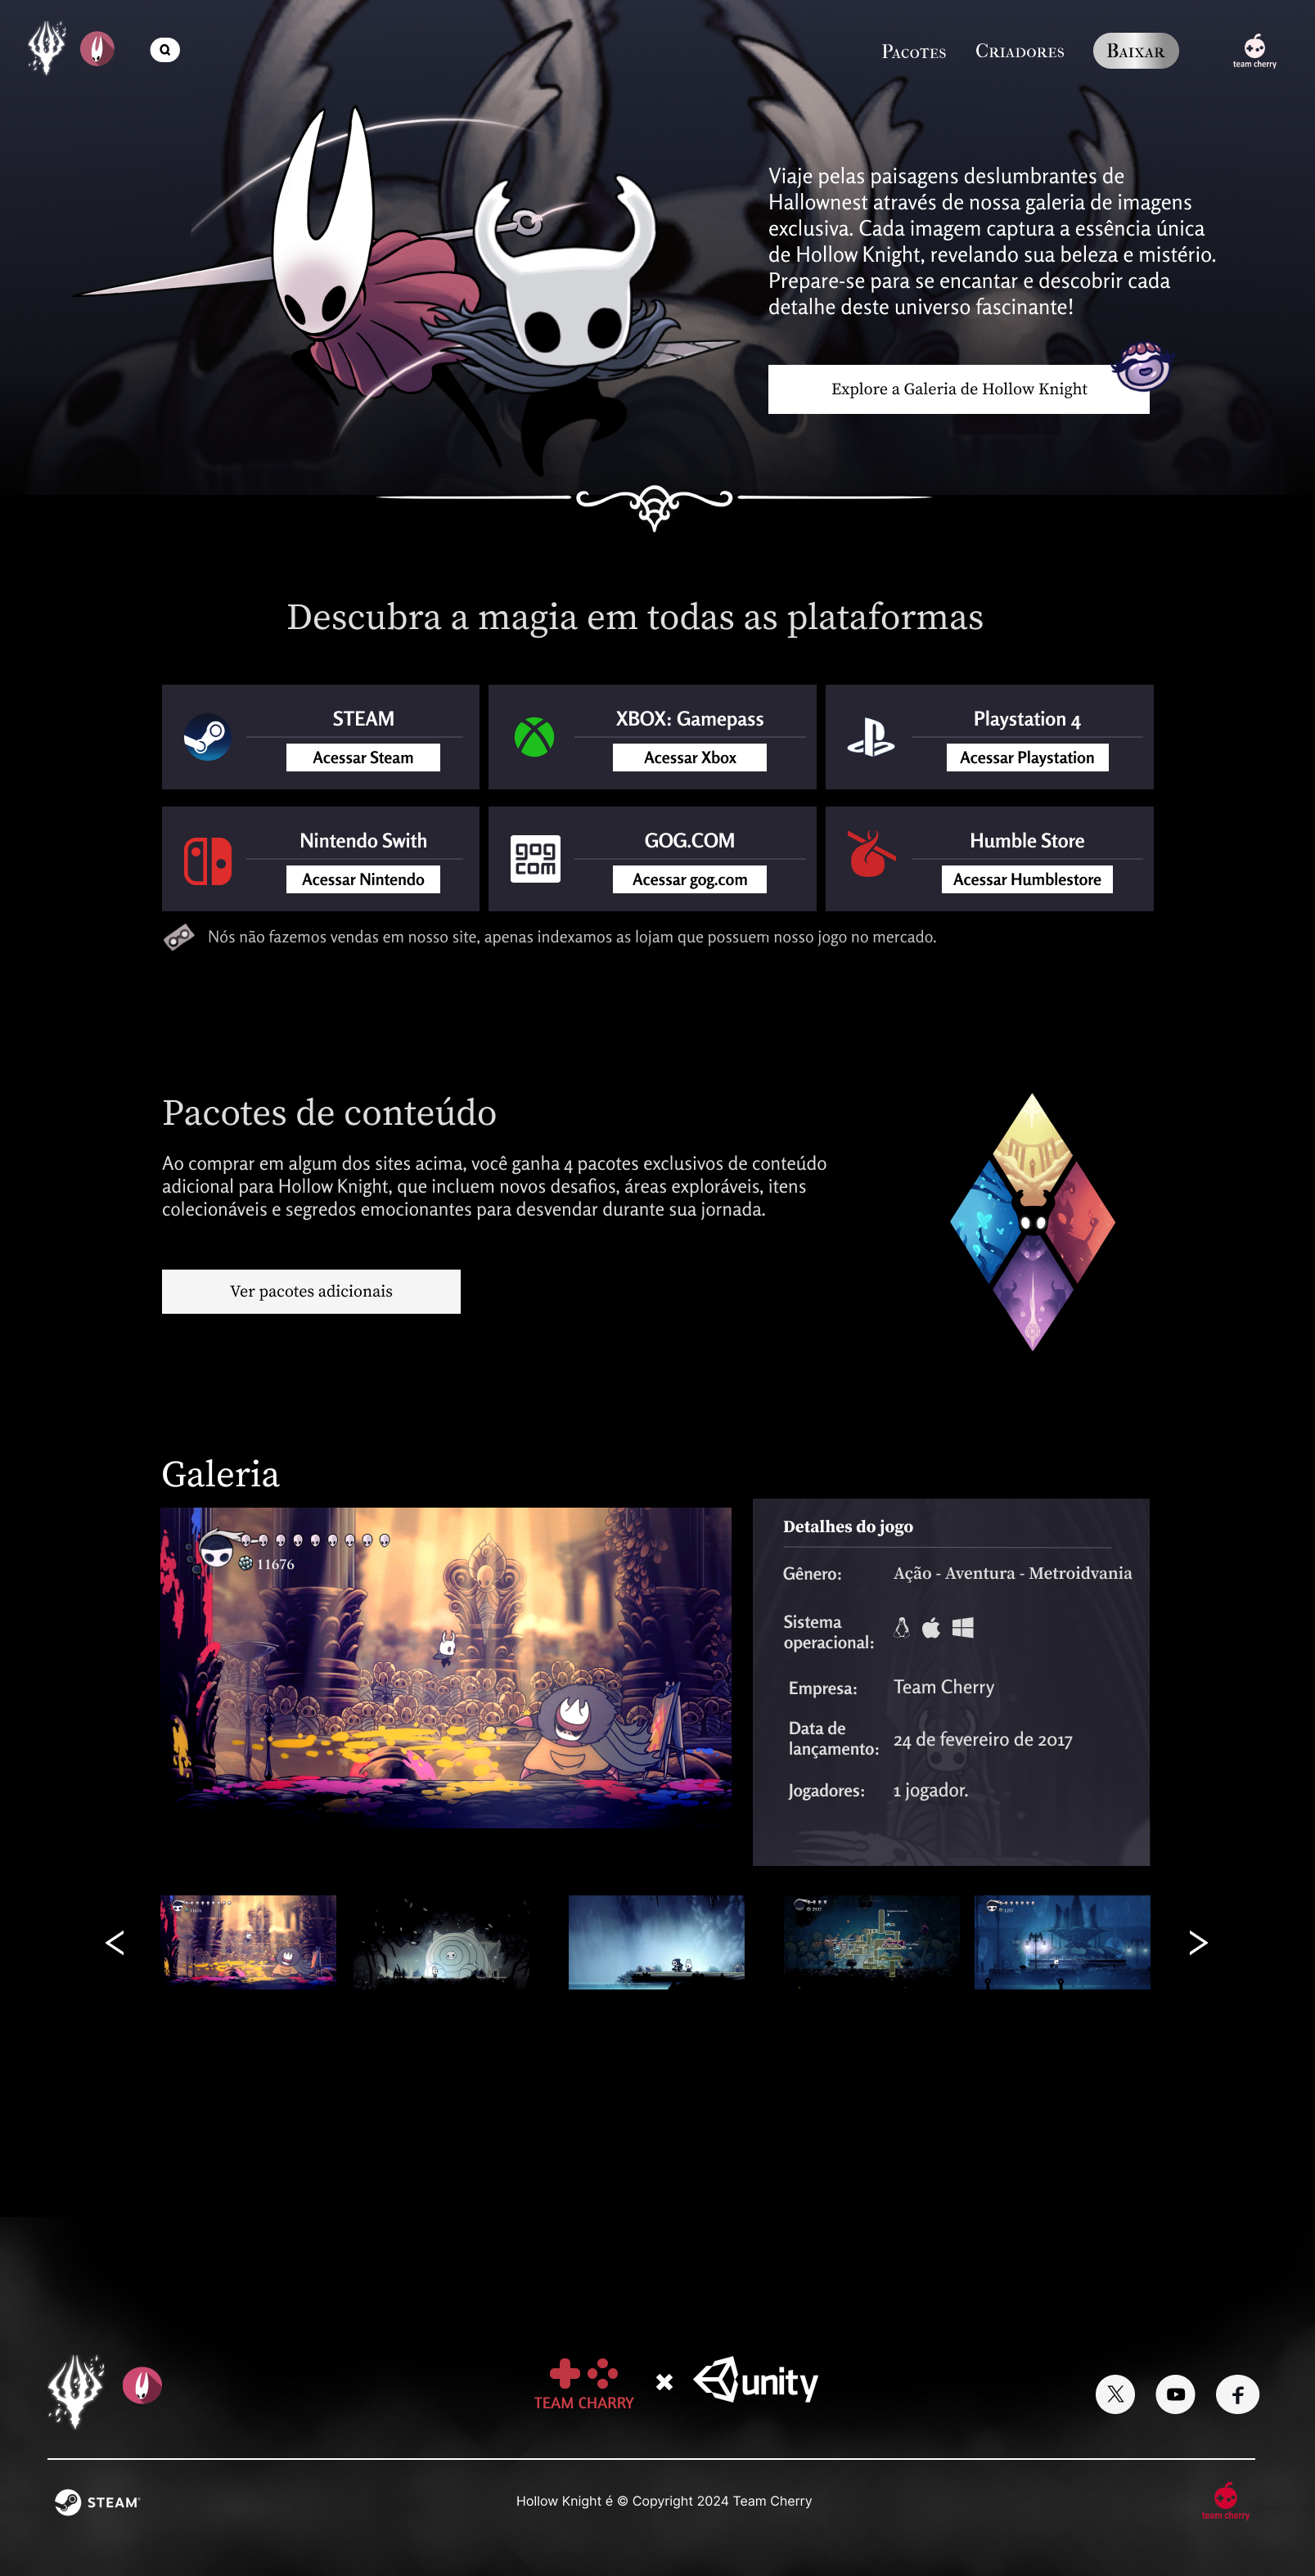 Pacotes
Criadores
Baixar
team cherry
Viaje pelas paisagens deslumbrantes de
Hallownest através de nossa galeria de imagens
exclusiva. Cada imagem captura a essência única
de Hollow Knight, revelando sua beleza e mistério.
Prepare-se para se encantar e descobrir cada
detalhe deste universo fascinante!
Explore a Galeria de Hollow Knight
Descubra a magia em todas as plataformas
STEAM
Acessar Steam
XBOX: Gamepass
Acessar Xbox
Playstation 4
Acessar Playstation
Nintendo Swith
Acessar Nintendo
gog
com
GOG.COM
Acessar gog.com
Humble Store
Acessar Humblestore
Nós não fazemos vendas em nosso site, apenas indexamos as lojam que possuem nosso jogo no mercado.
Pacotes de conteúdo
Ao comprar em algum dos sites acima, você ganha 4 pacotes exclusivos de conteúdo
adicional para Hollow Knight, que incluem novos desafios, áreas exploráveis, itens
colecionáveis e segredos emocionantes para desvendar durante sua jornada.
Ver pacotes adicionais
Galeria
11676
Detalhes do jogo
Gênero:
Ação - Aventura - Metroidvania
Sistema
operacional:
Empresa:
Team Cherry
Data de
lançamento:
24 de fevereiro de 2017
Jogadores:
1 jogador.
TEAM CHARRY
unity
STEAM
Hollow Knight é © Copyright 2024 Team Cherry
team cherry